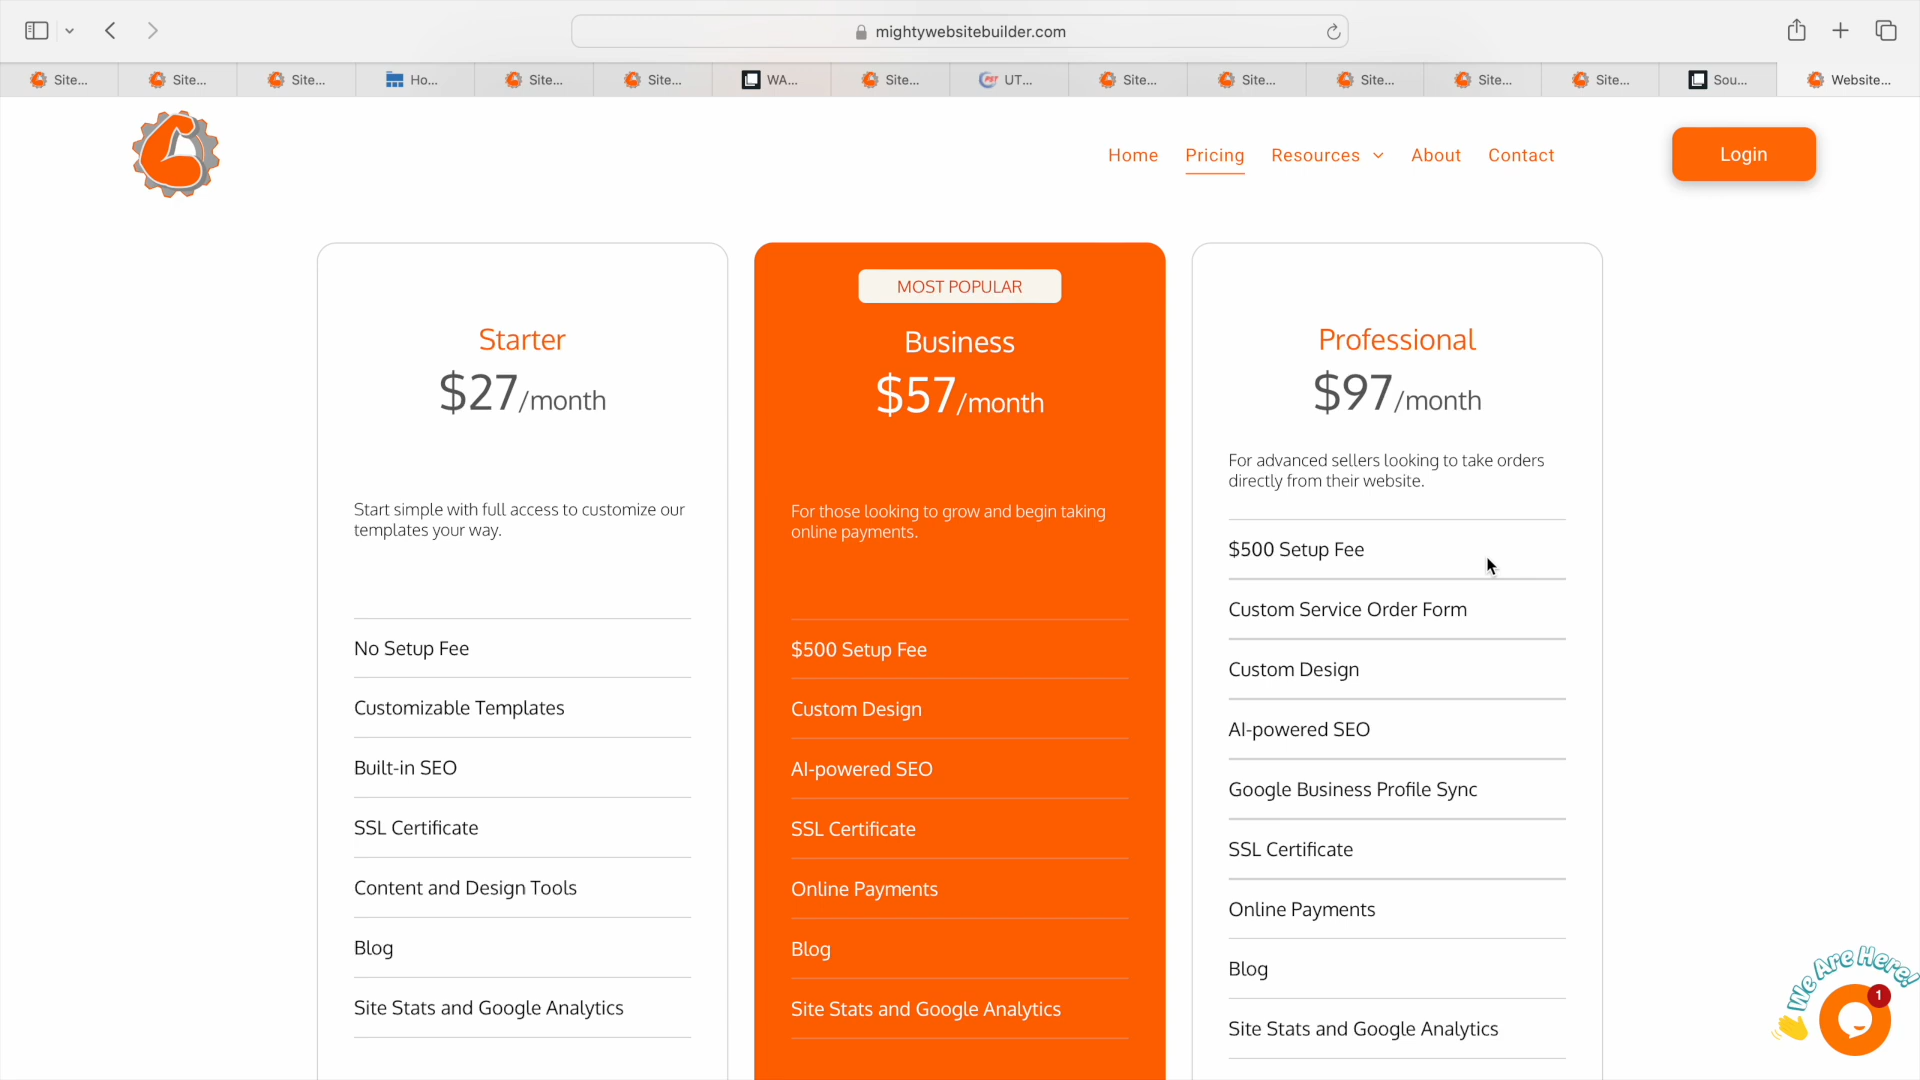 mightywebsitebuilder.com
Site...
Site...
Site...
Ho...
Site...
Site...
WA...
Site...
UT...
Site...
Site...
Site...
Site...
Site...
Sou...
Website...
Home
Pricing
Resources
About
Contact
Login
Starter
$27/month
Start simple with full access to customize our
templates your way.
No Setup Fee
Customizable Templates
Built-in SEO
SSL Certificate
Content and Design Tools
Blog
Site Stats and Google Analytics
MOST POPULAR
Business
$57/month
For those looking to grow and begin taking
online payments.
$500 Setup Fee
Custom Design
AI-powered SEO
SSL Certificate
Online Payments
Blog
Site Stats and Google Analytics
Professional
$97/month
For advanced sellers looking to take orders
directly from their website.
$500 Setup Fee
Custom Service Order Form
Custom Design
AI-powered SEO
Google Business Profile Sync
SSL Certificate
Online Payments
Blog
Site Stats and Google Analytics
We Are Here!
1